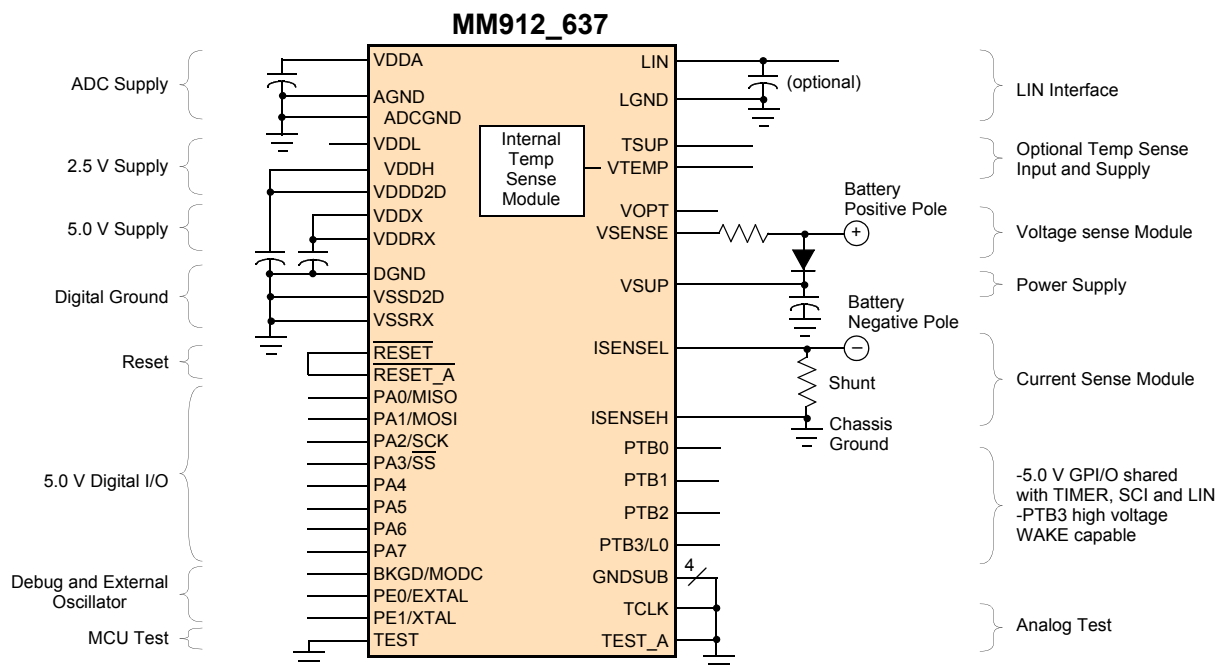 MM912_637
ADC Supply
2.5 V Supply
5.0 V Supply
Digital Ground
Reset
5.0 V Digital I/O
Debug and External
Oscillator
MCU Test
VDDA
AGND
ADCGND
VDDL
VDDH
VDDD2D
VDDX
VDDRX
DGND
VSSD2D
VSSRX
RESET
RESET_A
PA0/MISO
PA1/MOSI
PA2/SCK
PA3/SS
PA4
PA5
PA6
PA7
BKGD/MODC
PE0/EXTAL
PE1/XTAL
TEST
Internal
Temp
Sense
Module
LIN
LGND
TSUP
VTEMP
VOPT
VSENSE
VSUP
ISENSEL
ISENSEH
PTB0
PTB1
PTB2
PTB3/L0
GNDSUB
TCLK
TEST_A
(optional)
Battery
Positive Pole
+
Battery
Negative Pole
−
Shunt
Chassis
Ground
4
LIN Interface
Optional Temp Sense
Input and Supply
Voltage sense Module
Power Supply
Current Sense Module
-5.0 V GPI/O shared
with TIMER, SCI and LIN
-PTB3 high voltage
WAKE capable
Analog Test